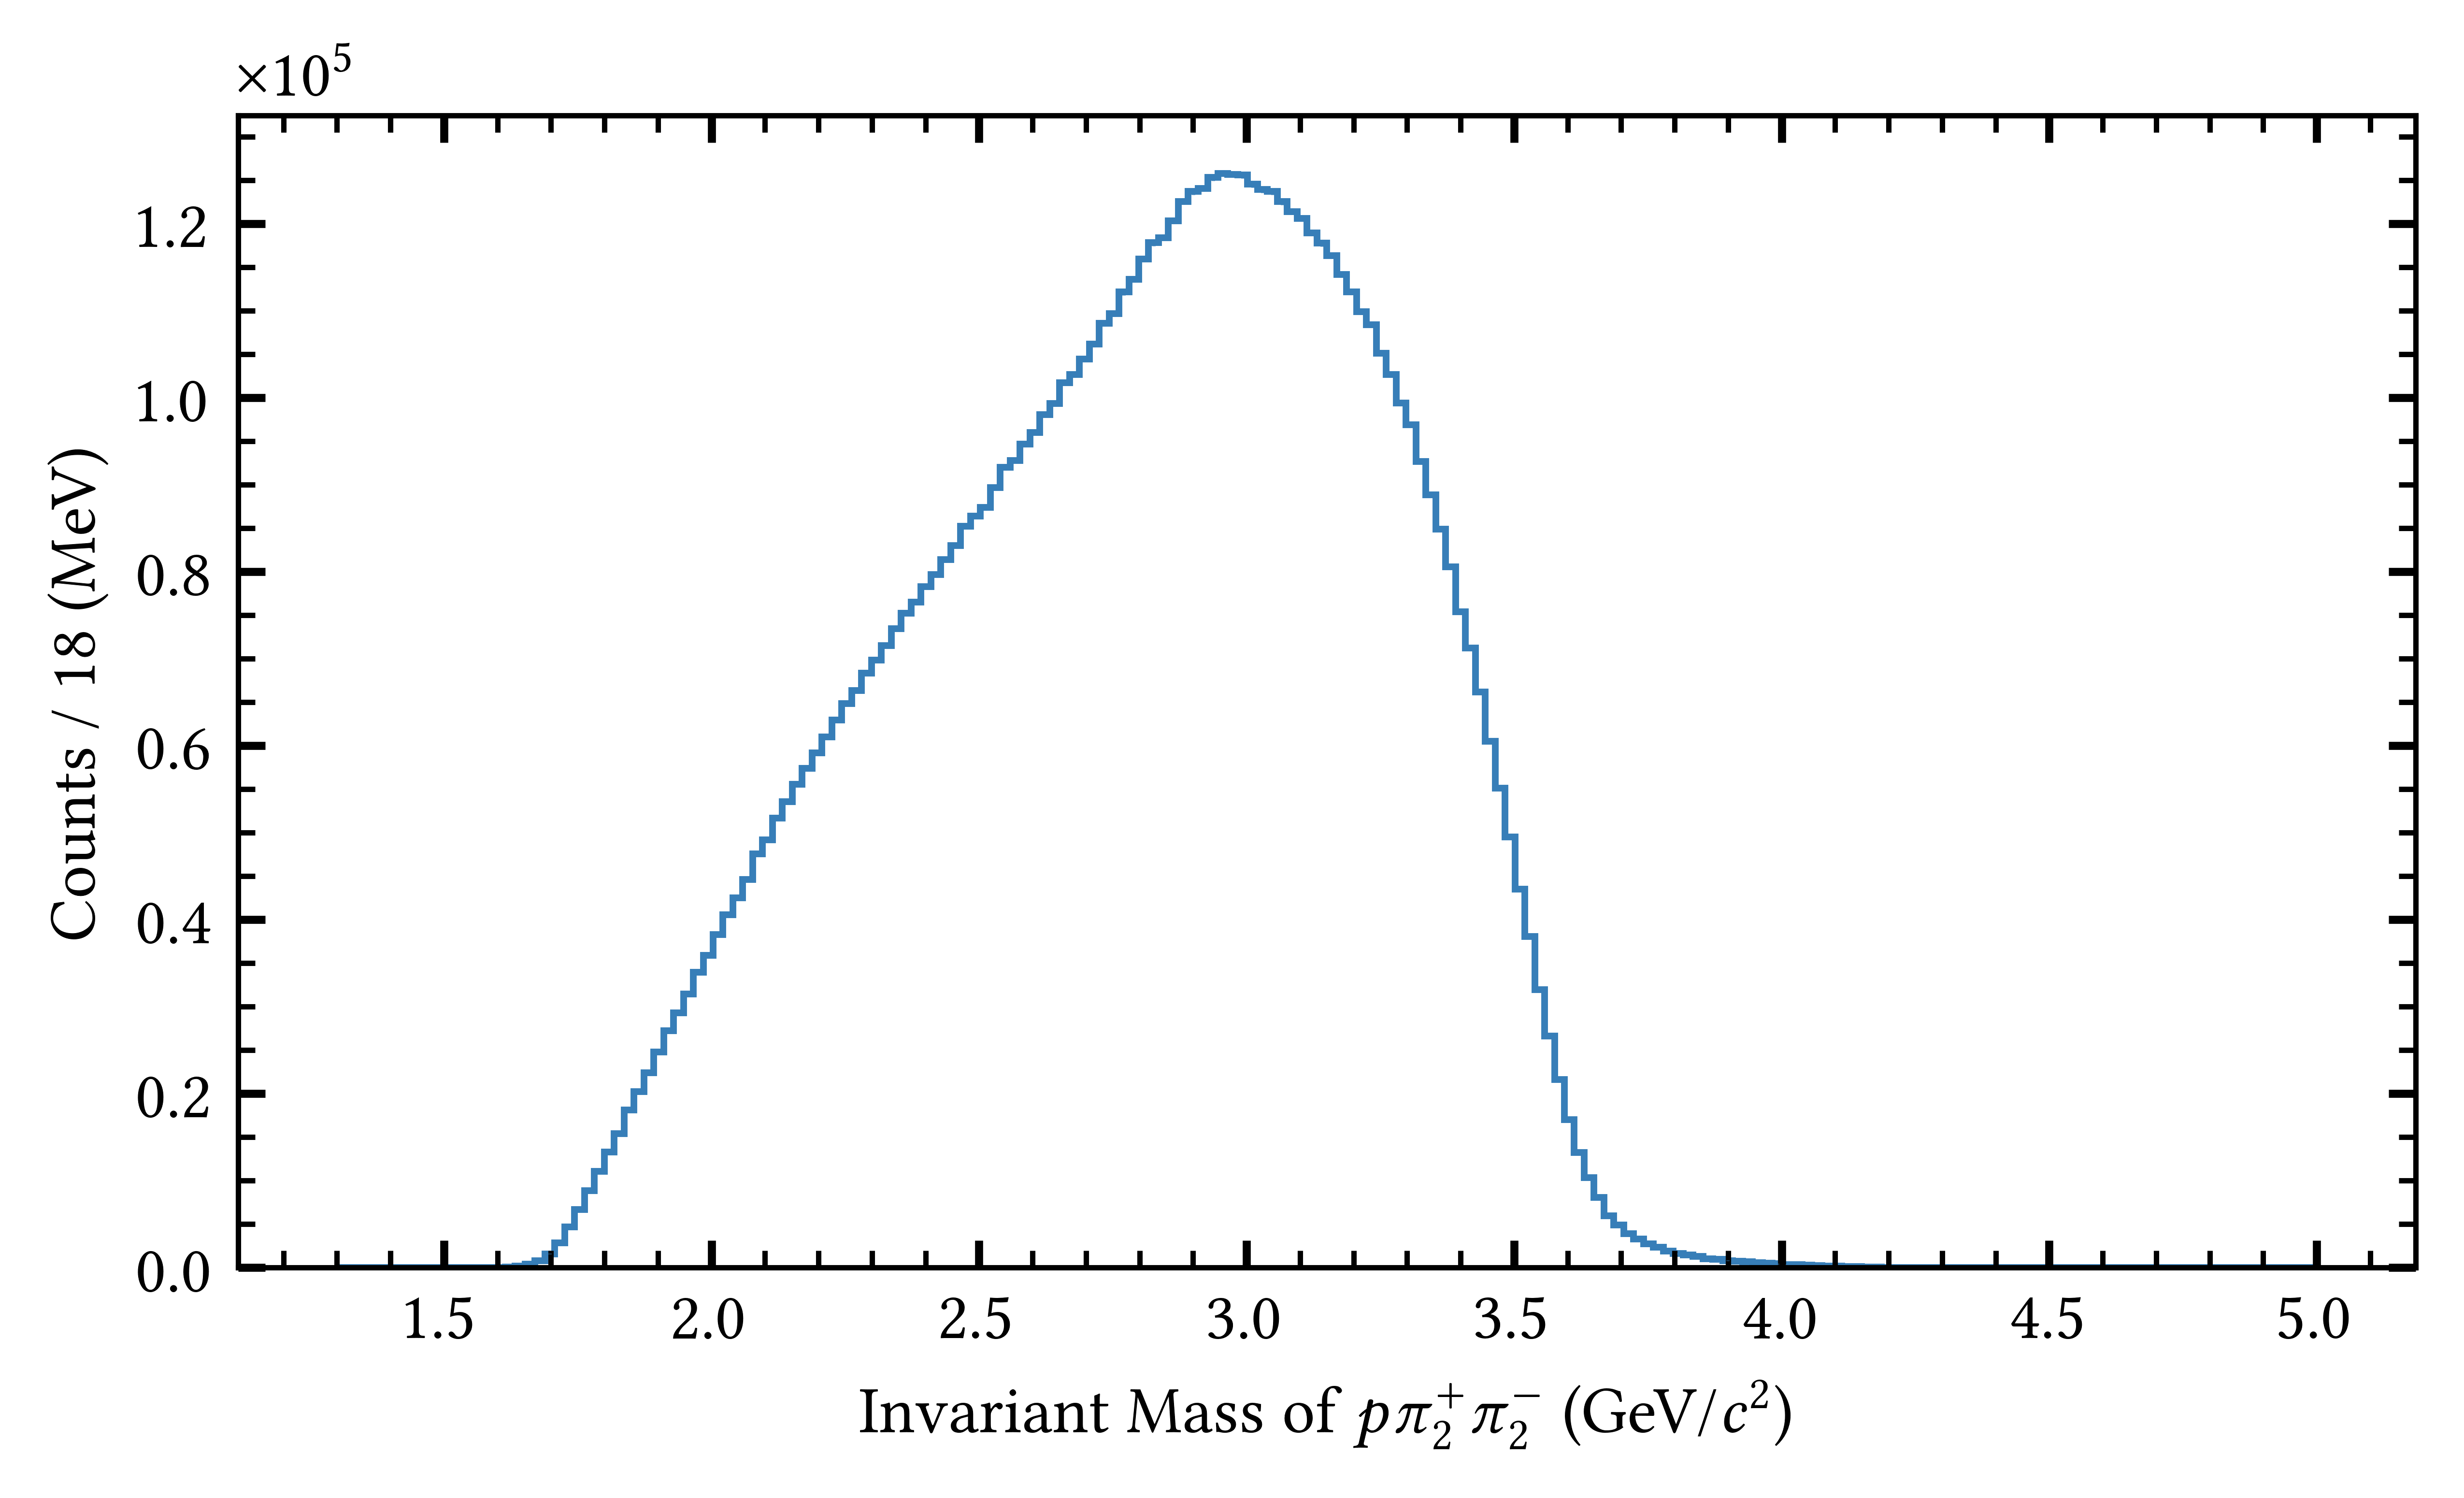 ×10⁵
1.2
1.0
0.8
0.6
0.4
0.2
0.0
Counts / 18 (MeV)
1.5 2.0 2.5 3.0 3.5 4.0 4.5 5.0
Invariant Mass of pπ₂⁺π₂⁻ (GeV/c²)